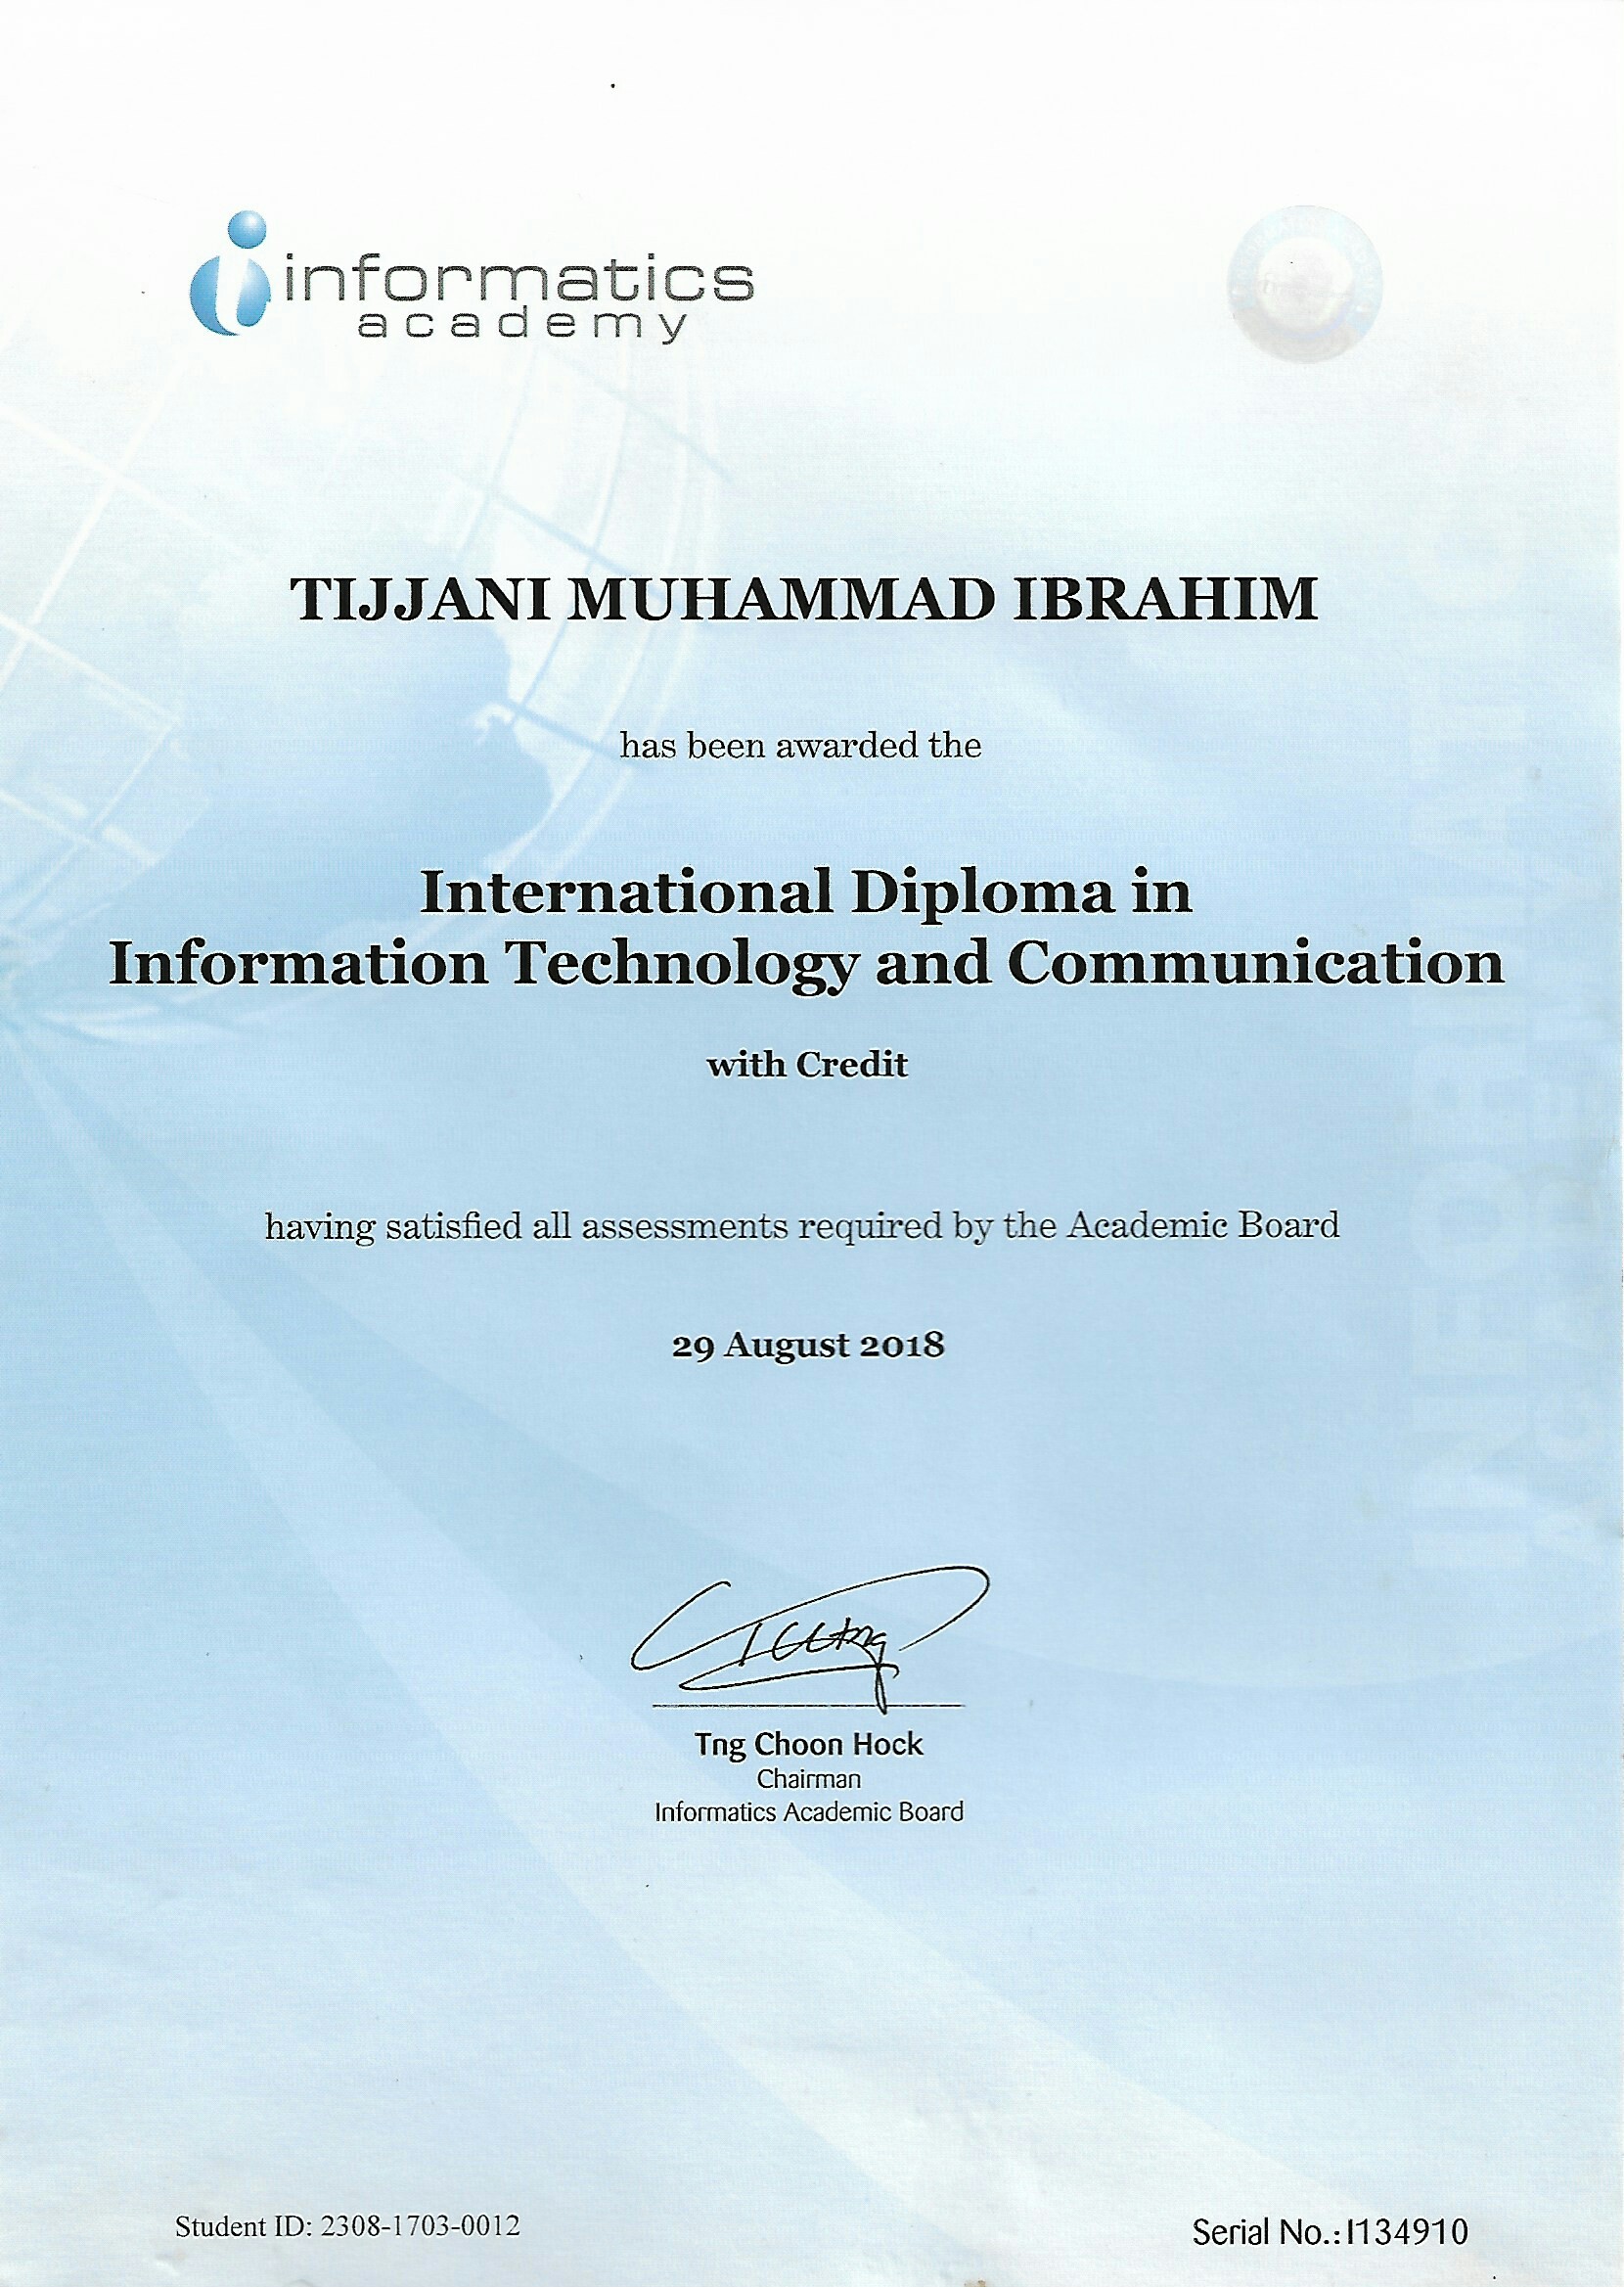 informatics
academy
TIJJANI MUHAMMAD IBRAHIM
has been awarded the
International Diploma in
Information Technology and Communication
with Credit
having satisfied all assessments required by the Academic Board
29 August 2018
Tng Choon Hock
Chairman
Informatics Academic Board
Student ID: 2308-1703-0012
Serial No.:I134910